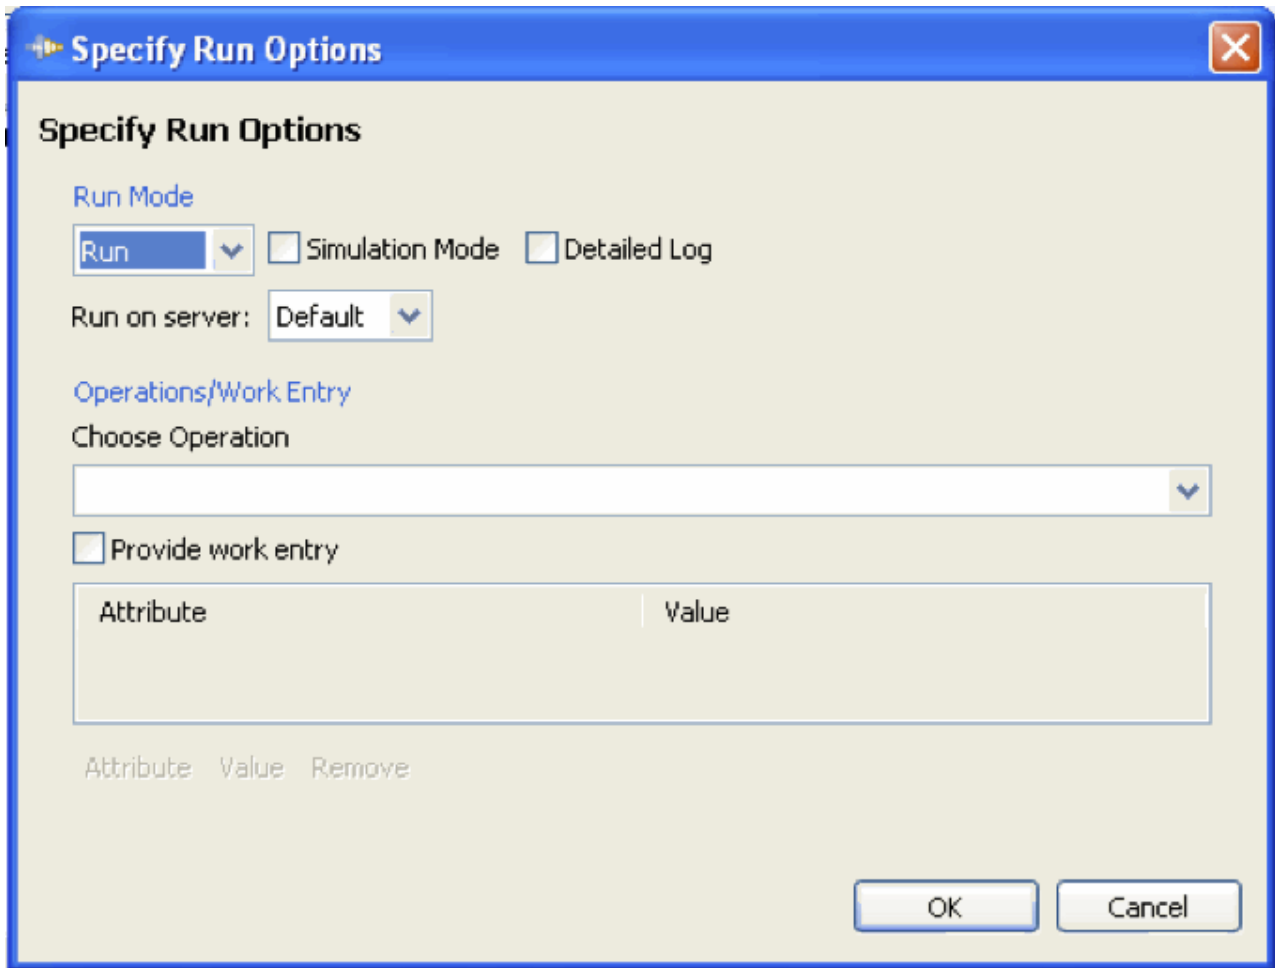 Specify Run Options
Specify Run Options
Run Mode
Run Simulation Mode Detailed Log
Run on server: Default
Operations/Work Entry
Choose Operation
Provide work entry
Attribute Value
Attribute Value Remove
OK Cancel